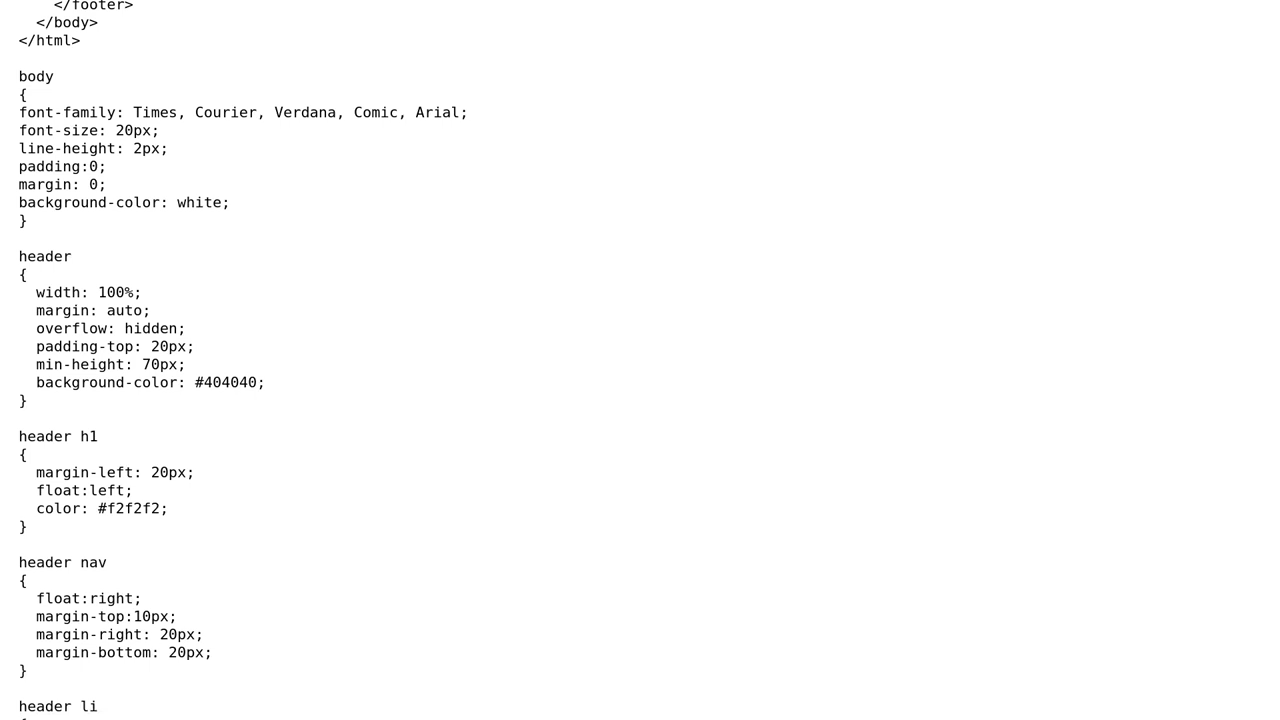 </footer>
  </body>
</html>

body
{
font-family: Times, Courier, Verdana, Comic, Arial;
font-size: 20px;
line-height: 2px;
padding:0;
margin: 0;
background-color: white;
}

header
{
  width: 100%;
  margin: auto;
  overflow: hidden;
  padding-top: 20px;
  min-height: 70px;
  background-color: #404040;
}

header h1
{
  margin-left: 20px;
  float:left;
  color: #f2f2f2;
}

header nav
{
  float:right;
  margin-top:10px;
  margin-right: 20px;
  margin-bottom: 20px;
}

header li
{